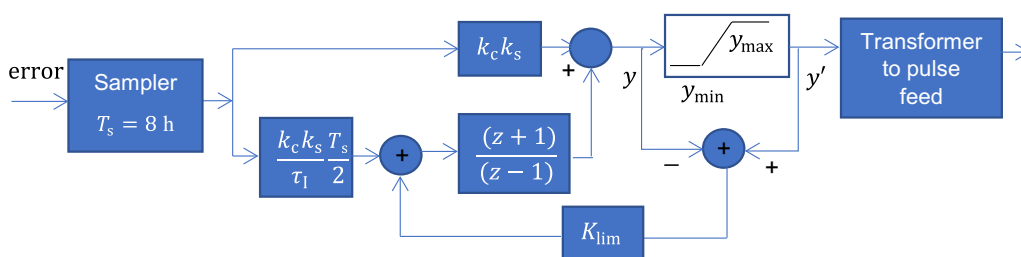 error
Sampler
Tₛ = 8 h
k_c k_s
+
y
y_max
y_min
y′
Transformer
to pulse
feed
k_c k_s / τ_I T_s / 2
+
(z + 1) / (z − 1)
−
+
+
K_lim